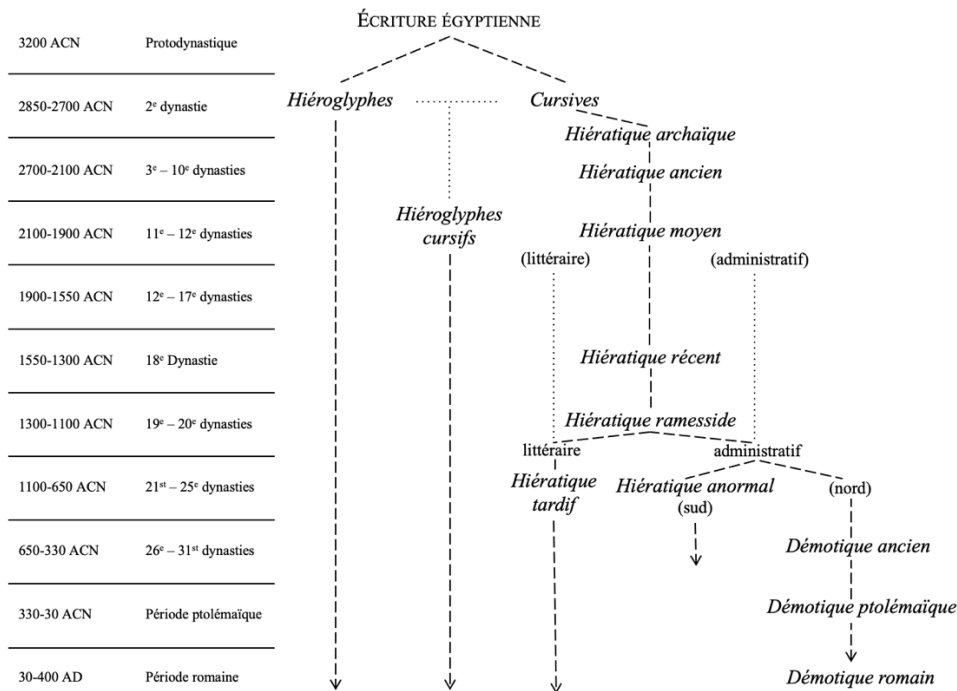 ÉCRITURE ÉGYPTIENNE
3200 ACN Protodynastique
2850-2700 ACN 2e dynastie
Hiéroglyphes
Cursives
Hiératique archaïque
2700-2100 ACN 3e – 10e dynasties
Hiératique ancien
Hiéroglyphes
cursifs
2100-1900 ACN 11e – 12e dynasties
Hiératique moyen
(littéraire)
(administratif)
1900-1550 ACN 12e – 17e dynasties
1550-1300 ACN 18e Dynastie
Hiératique récent
1300-1100 ACN 19e – 20e dynasties
Hiératique ramesside
littéraire
administratif
1100-650 ACN 21st – 25e dynasties
Hiératique
tardif
Hiératique anormal
(sud)
(nord)
650-330 ACN 26e – 31st dynasties
Démotique ancien
330-30 ACN Période ptolémaïque
Démotique ptolémaïque
30-400 AD Période romaine
Démotique romain